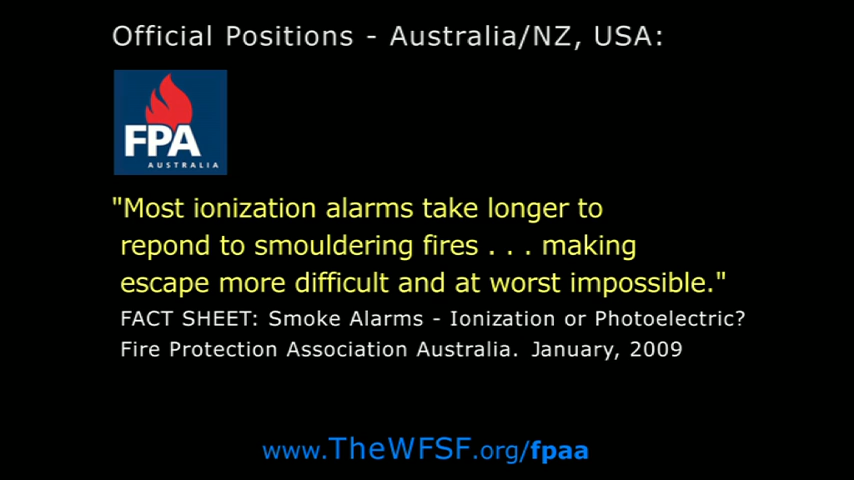 Official Positions - Australia/NZ, USA:
FPA
AUSTRALIA
"Most ionization alarms take longer to
repond to smouldering fires . . . making
escape more difficult and at worst impossible."
FACT SHEET: Smoke Alarms - Ionization or Photoelectric?
Fire Protection Association Australia. January, 2009
www.TheWFSF.org/fpaa